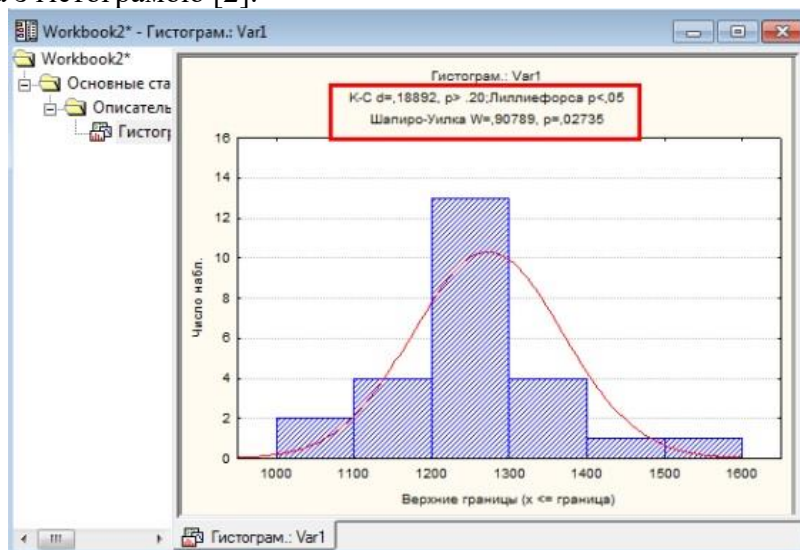 гістограмою [2].
Workbook2* - Гистограм.: Var1
Workbook2*
Основные ста
Описатель
Гистогр
Гистограм.: Var1
К-С d=,18892, p> .20;Лиллиефорса p<,05
Шапиро-Уилка W=,90789, p=,02735
Число набл.
16
14
12
10
8
6
4
2
0
1000 1100 1200 1300 1400 1500 1600
Верхние границы (x <= граница)
Гистограм.: Var1